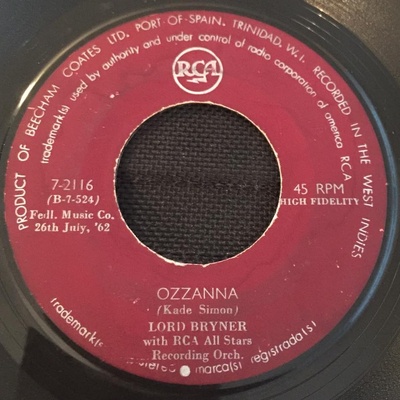 PRODUCT OF BEECHAM COATES LTD. PORT-OF-SPAIN, TRINIDAD, W.I. RECORDED IN THE WEST INDIES
trademark(s) used by authority and under control of radio corporation of america RCA
RCA
7-2116
(B-7-524)
Fell. Music Co.
26th July, '62
45 RPM
HIGH FIDELITY
OZZANNA
(Kade Simon)
LORD BRYNER
with RCA All Stars
Recording Orch.
trademark(s) marca(s) registrada(s)